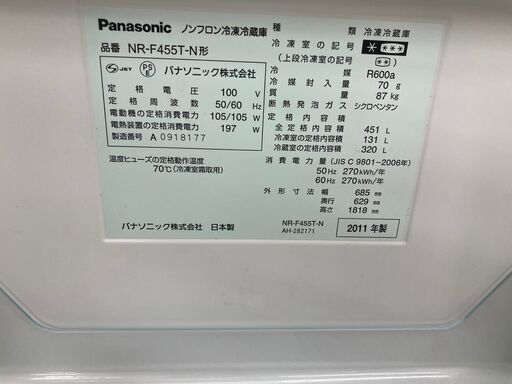 Panasonic ノンフロン冷凍冷蔵庫
品番 NR-F455T-N形
JET PS E パナソニック株式会社
定格電圧 100 V
定格周波数 50/60 Hz
電動機の定格消費電力 105/105 W
電熱装置の定格消費電力 197 W
製造番号 A 0918177
温度ヒューズの定格動作温度
70℃(冷凍室霜取用)
パナソニック株式会社 日本製
種類 冷凍冷蔵庫
冷凍室の記号 * ***
(上段冷凍室の記号 **)
冷媒 R600a
冷媒封入量 70 g
質量 87 kg
断熱発泡ガス シクロペンタン
定格内容積
全定格内容積 451 L
冷凍室の定格内容積 131 L
冷蔵室の定格内容積 320 L
消費電力量 (JIS C 9801-2006年)
50Hz 270 kWh/年
60Hz 270 kWh/年
外形寸法 幅 685 ㎜
奥行 629 ㎜
高さ 1818 ㎜
NR-F455T-N
AH-282171
2011 年製